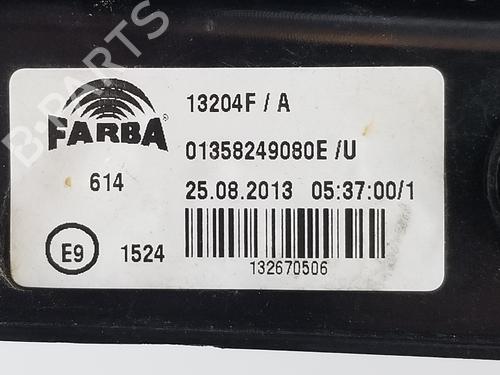 FARBA
13204F / A
01358249080E /U
614
25.08.2013 05:37:00/1
E9
1524
132670506
B-PARTS